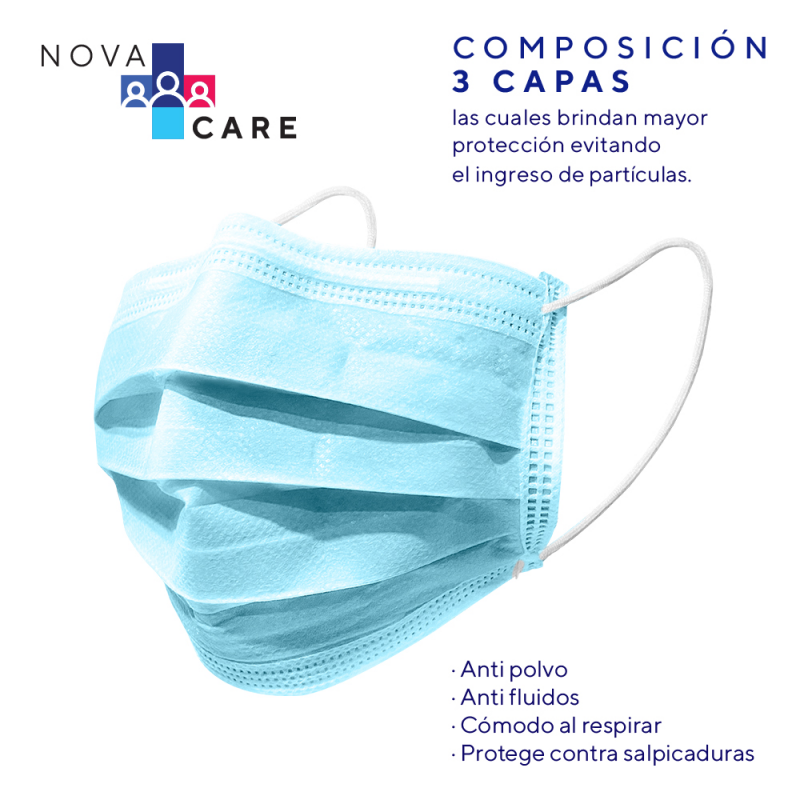 NOVA
CARE
COMPOSICIÓN
3 CAPAS
las cuales brindan mayor
protección evitando
el ingreso de partículas.
· Anti polvo
· Anti fluidos
· Cómodo al respirar
· Protege contra salpicaduras